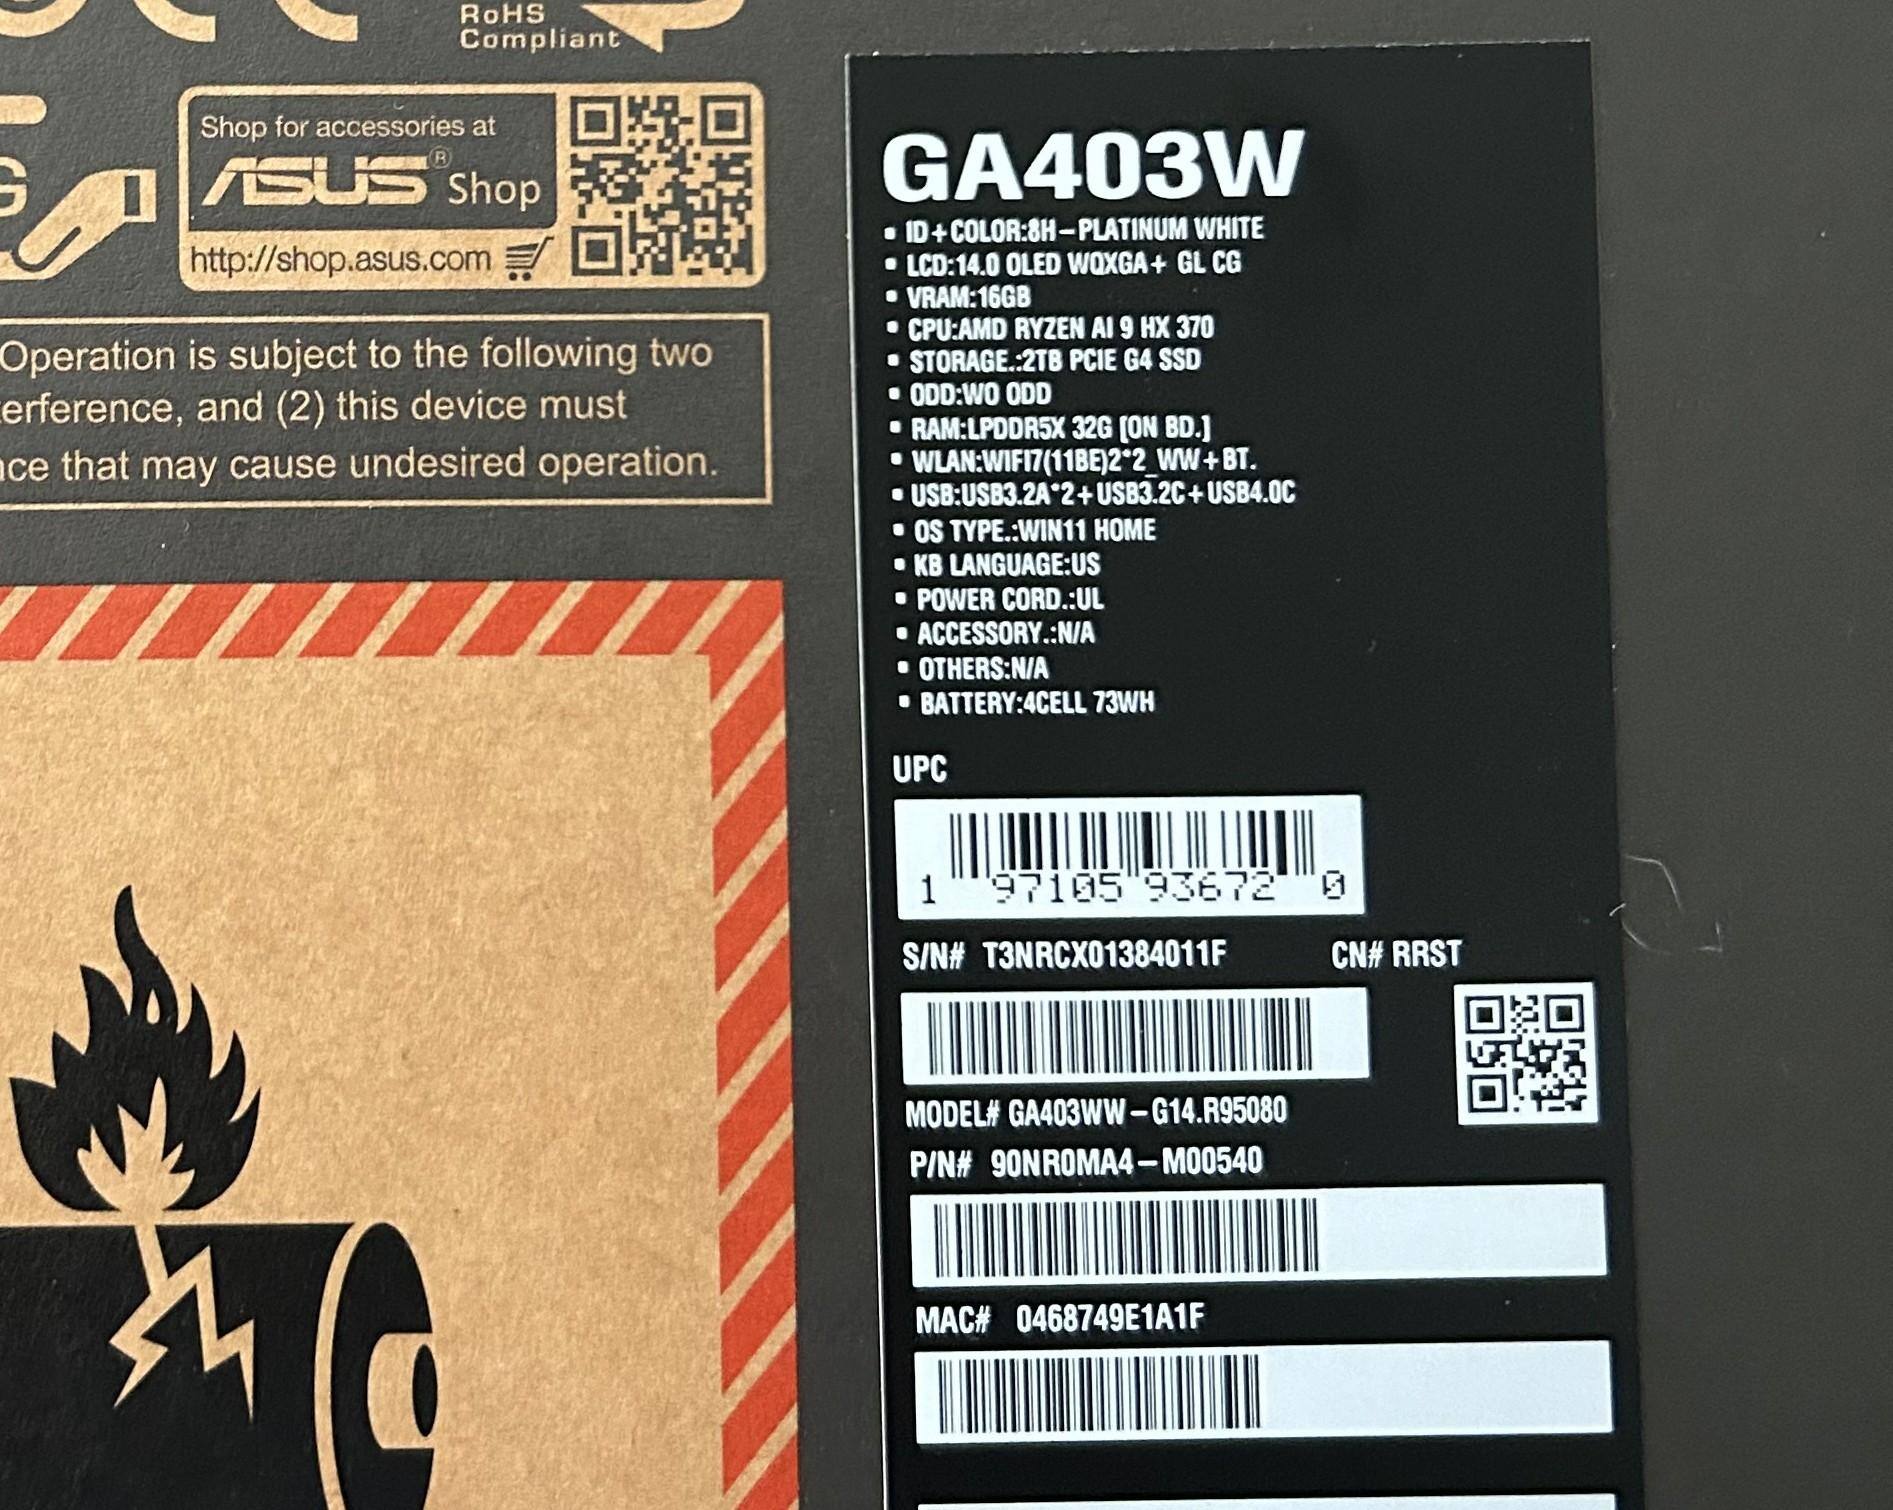 RoHS
Compliant
Shop for accessories at
ASUS® Shop
http://shop.asus.com
G
Operation is subject to the following two
erference, and (2) this device must
nce that may cause undesired operation.
GA403W
▪ ID+COLOR:8H-PLATINUM WHITE
▪ LCD:14.0 OLED WQXGA+ GL CG
▪ VRAM:16GB
▪ CPU:AMD RYZEN AI 9 HX 370
▪ STORAGE.:2TB PCIE G4 SSD
▪ ODD:WO ODD
▪ RAM:LPDDR5X 32G [ON BD.]
▪ WLAN:WIFI7(11BE)2*2_WW+BT.
▪ USB:USB3.2A*2+USB3.2C+USB4.0C
▪ OS TYPE.:WIN11 HOME
▪ KB LANGUAGE:US
▪ POWER CORD.:UL
▪ ACCESSORY.:N/A
▪ OTHERS:N/A
▪ BATTERY:4CELL 73WH
UPC
1 97105 93672 0
S/N# T3NRCX01384011F CN# RRST
MODEL# GA403WW-G14.R95080
P/N# 90NR0MA4-M00540
MAC# 0468749E1A1F